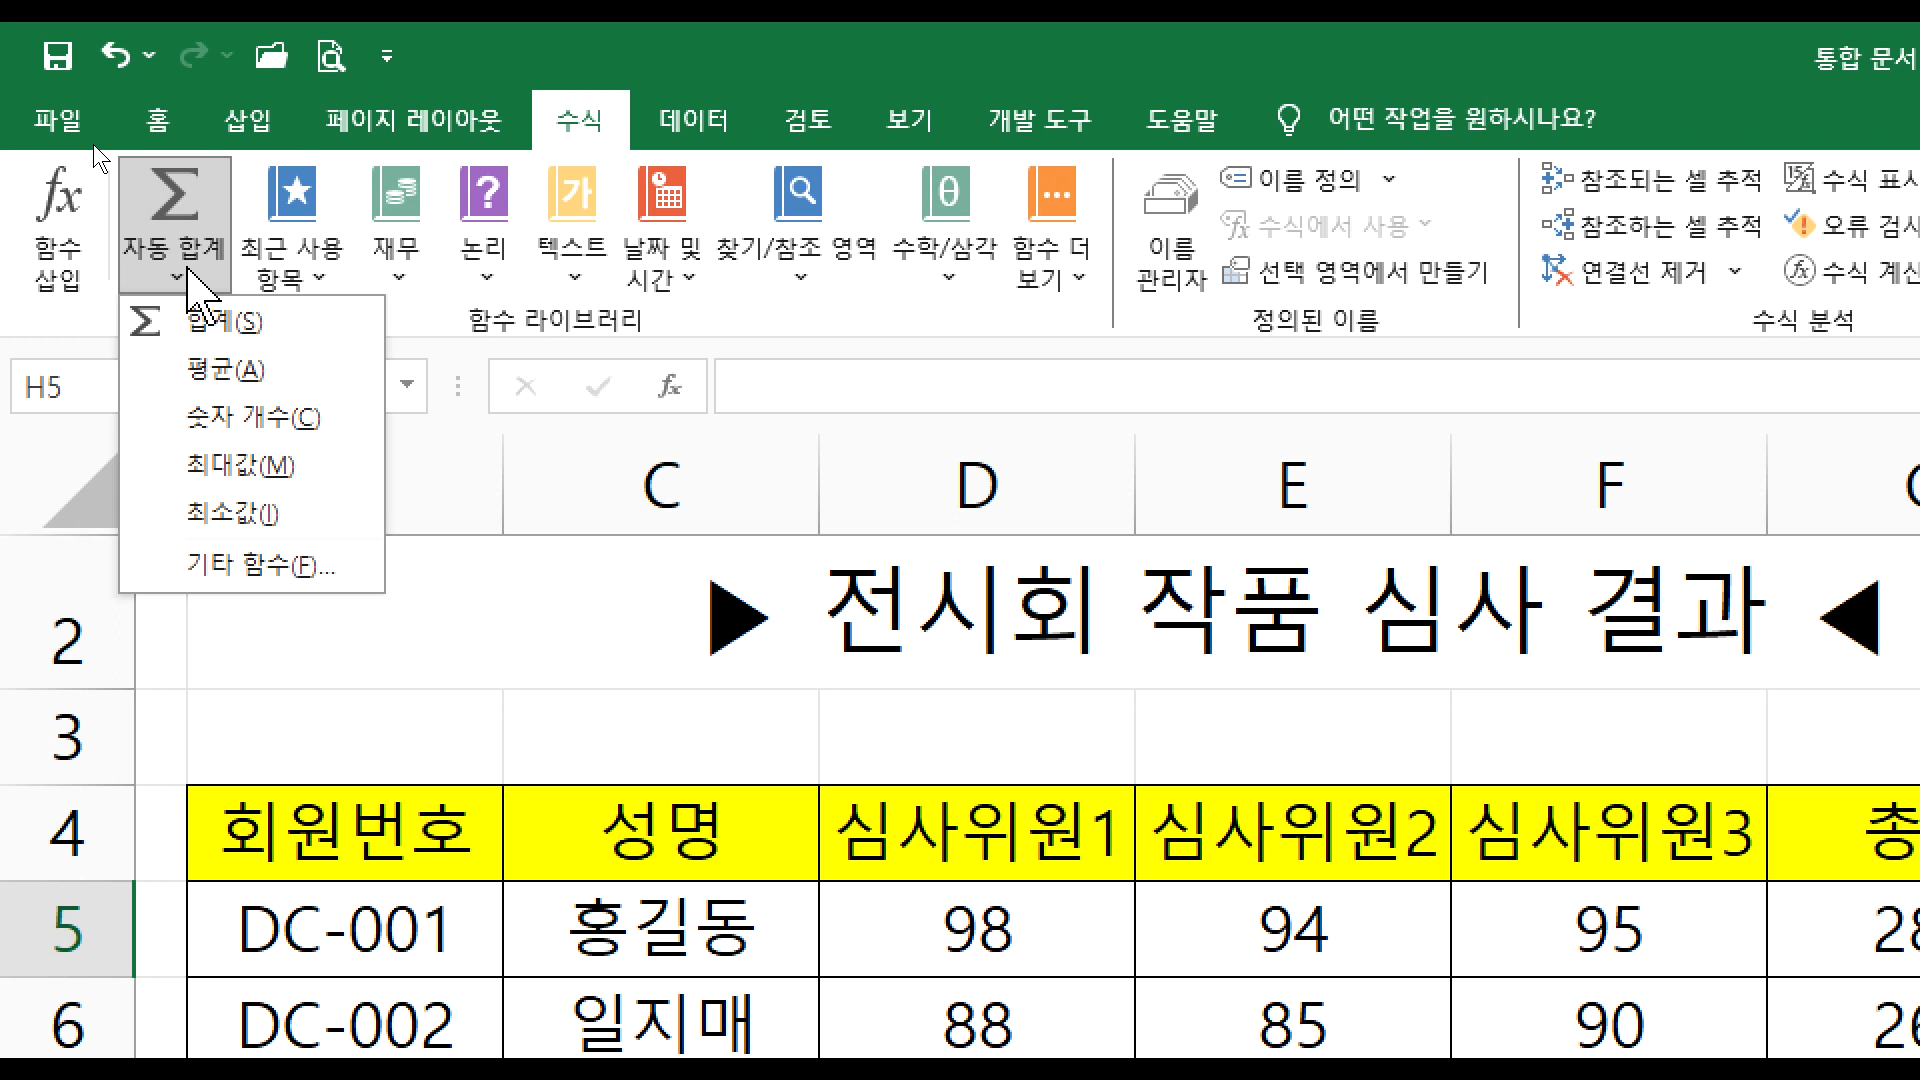 통합 문서
파일 홈 삽입 페이지 레이아웃 수식 데이터 검토 보기 개발 도구 도움말 어떤 작업을 원하시나요?
fx 함수 삽입
자동 합계
최근 사용 항목
재무
논리
텍스트
날짜 및 시간
찾기/참조 영역
수학/삼각
함수 더 보기
함수 라이브러리
이름 관리자
이름 정의
수식에서 사용
선택 영역에서 만들기
정의된 이름
참조되는 셀 추적
참조하는 셀 추적
연결선 제거
수식 표시
오류 검사
수식 계산
수식 분석
합계(S)
평균(A)
숫자 개수(C)
최대값(M)
최소값(I)
기타 함수(F)...
H5 fx
C D E F
2 ▶ 전시회 작품 심사 결과 ◀
3
4 회원번호 성명 심사위원1 심사위원2 심사위원3 총
5 DC-001 홍길동 98 94 95 28
6 DC-002 일지매 88 85 90 26